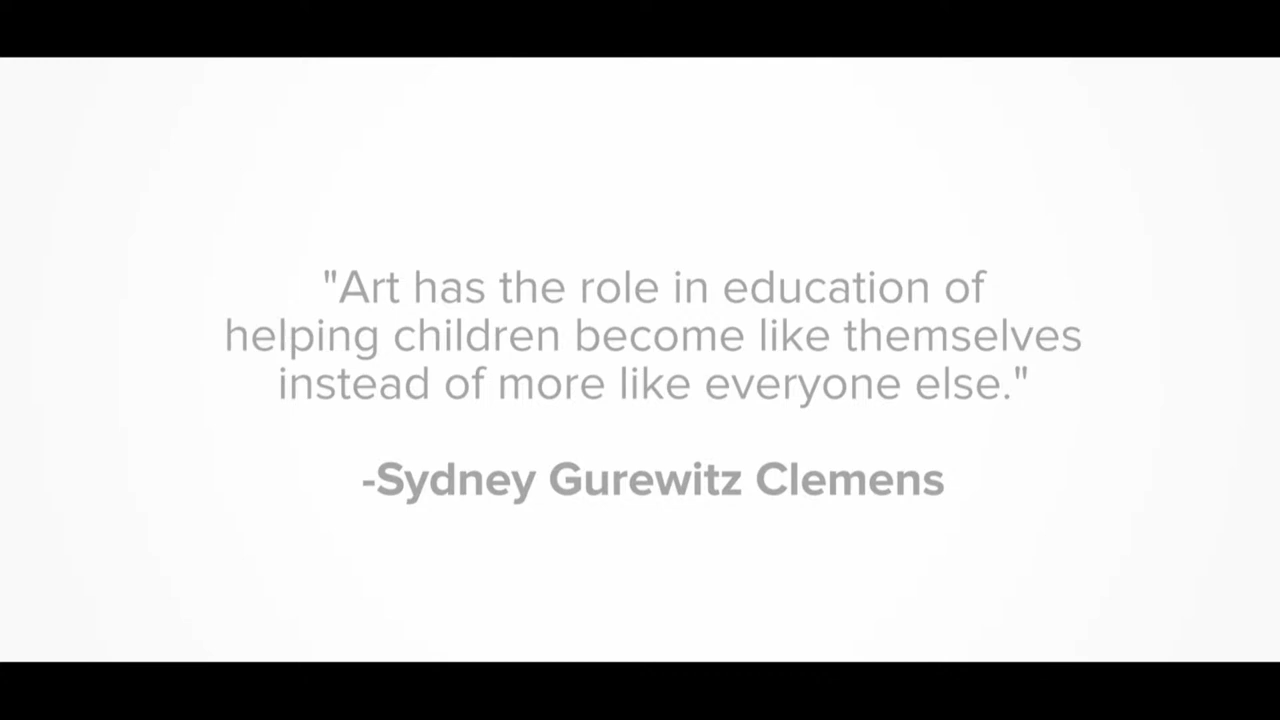 "Art has the role in education of
helping children become like themselves
instead of more like everyone else."
-Sydney Gurewitz Clemens